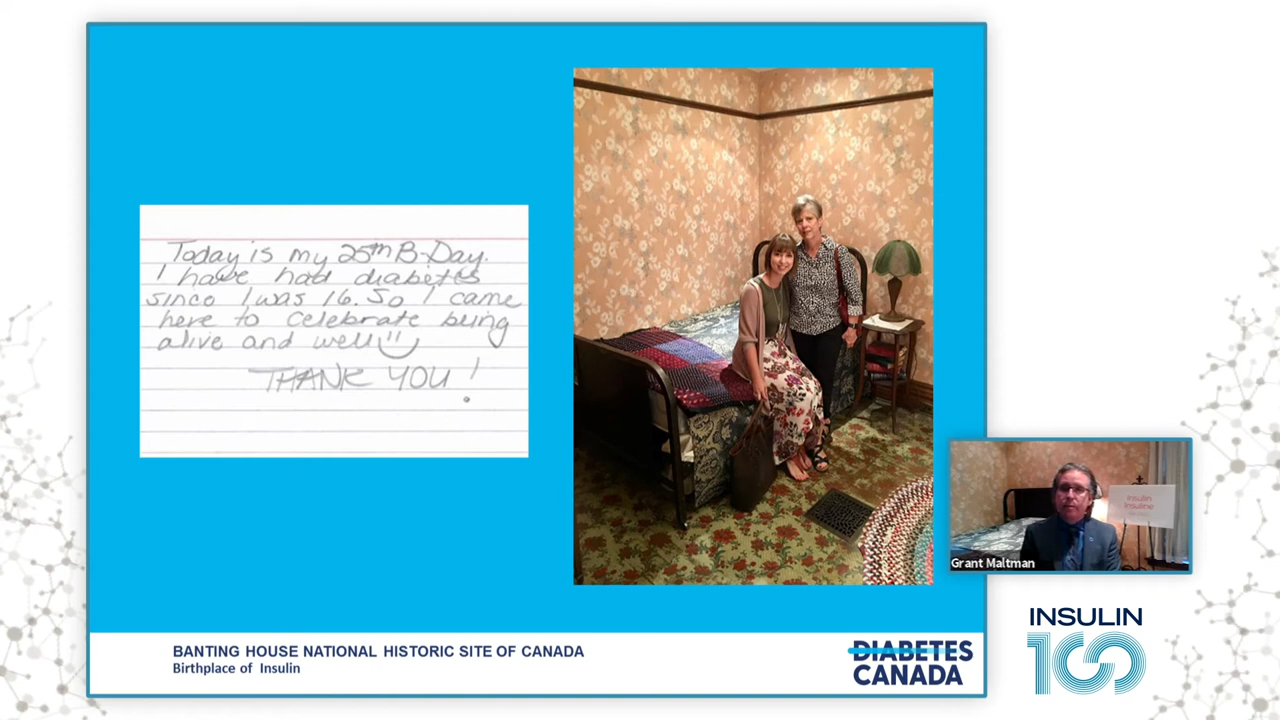 Today is my 25th B-Day.
I have had diabetes
since I was 16. So I came
here to celebrate being
alive and well!!
THANK YOU!
BANTING HOUSE NATIONAL HISTORIC SITE OF CANADA
Birthplace of Insulin
DIABETES
CANADA
insulin
Insuline
Grant Maltman
INSULIN
100